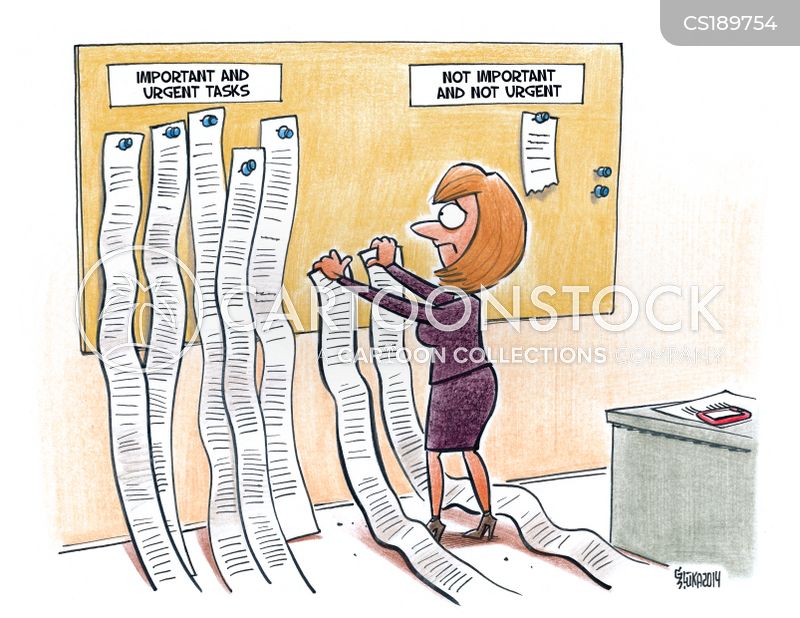 CS189754
IMPORTANT AND
URGENT TASKS
NOT IMPORTANT
AND NOT URGENT
CARTOONSTOCK
CARTOON COLLECTIONS COMPANY